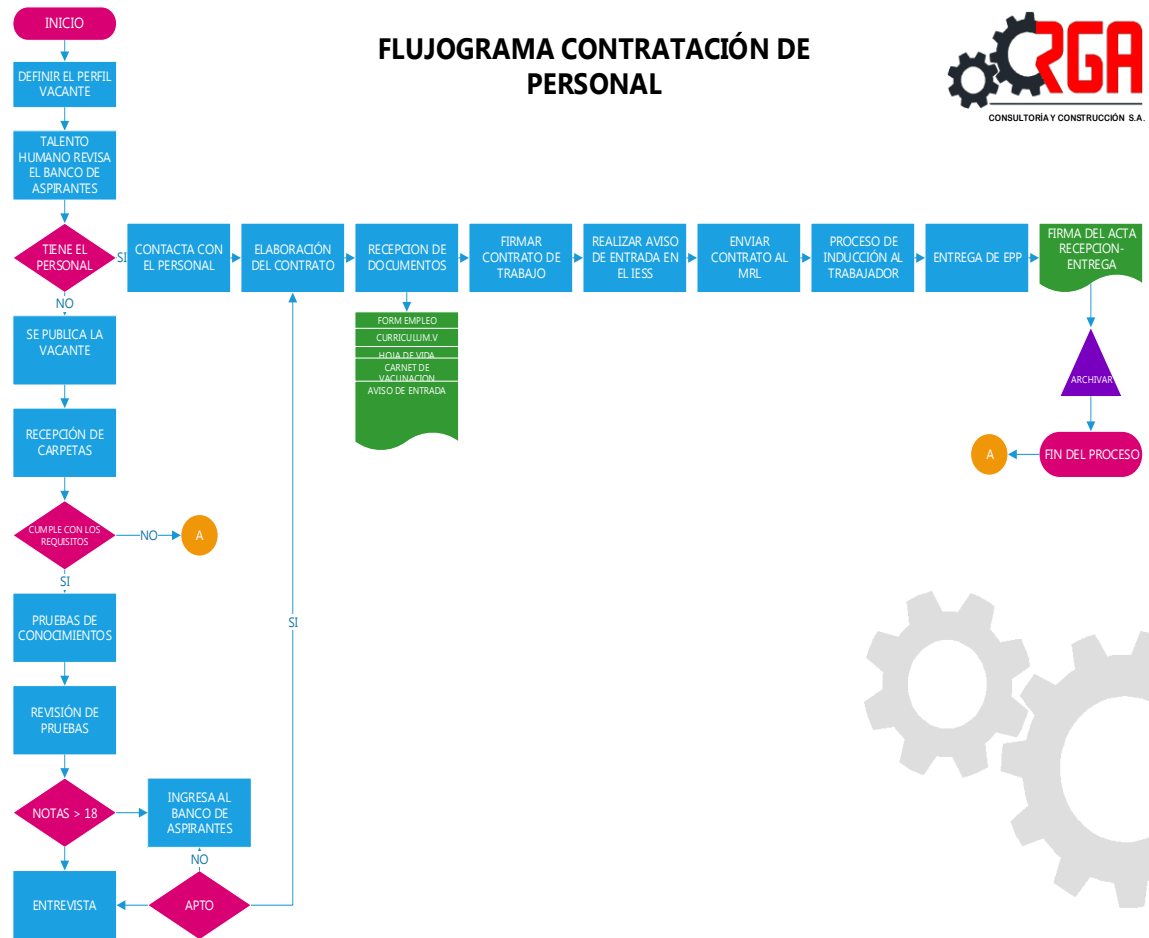 INICIO
FLUJOGRAMA CONTRATACIÓN DE
PERSONAL
RGA
CONSULTORÍA Y CONSTRUCCIÓN S.A.
DEFINIR EL PERFIL
VACANTE
TALENTO
HUMANO REVISA
EL BANCO DE
ASPIRANTES
TIENE EL
PERSONAL
SI
CONTACTA CON
EL PERSONAL
ELABORACIÓN
DEL CONTRATO
RECEPCION DE
DOCUMENTOS
FIRMAR
CONTRATO DE
TRABAJO
REALIZAR AVISO
DE ENTRADA EN
EL IESS
ENVIAR
CONTRATO AL
MRL
PROCESO DE
INDUCCIÓN AL
TRABAJADOR
ENTREGA DE EPP
FIRMA DEL ACTA
RECEPCION-
ENTREGA
NO
FORM EMPLEO
CURRICULUM.V
HOJA DE VIDA
CARNET DE
VACUNACION
AVISO DE ENTRADA
SE PUBLICA LA
VACANTE
ARCHIVAR
RECEPCIÓN DE
CARPETAS
A
FIN DEL PROCESO
CUMPLE CON LOS
REQUISITOS
NO
A
SI
PRUEBAS DE
CONOCIMIENTOS
SI
REVISIÓN DE
PRUEBAS
NOTAS > 18
INGRESA AL
BANCO DE
ASPIRANTES
NO
ENTREVISTA
APTO